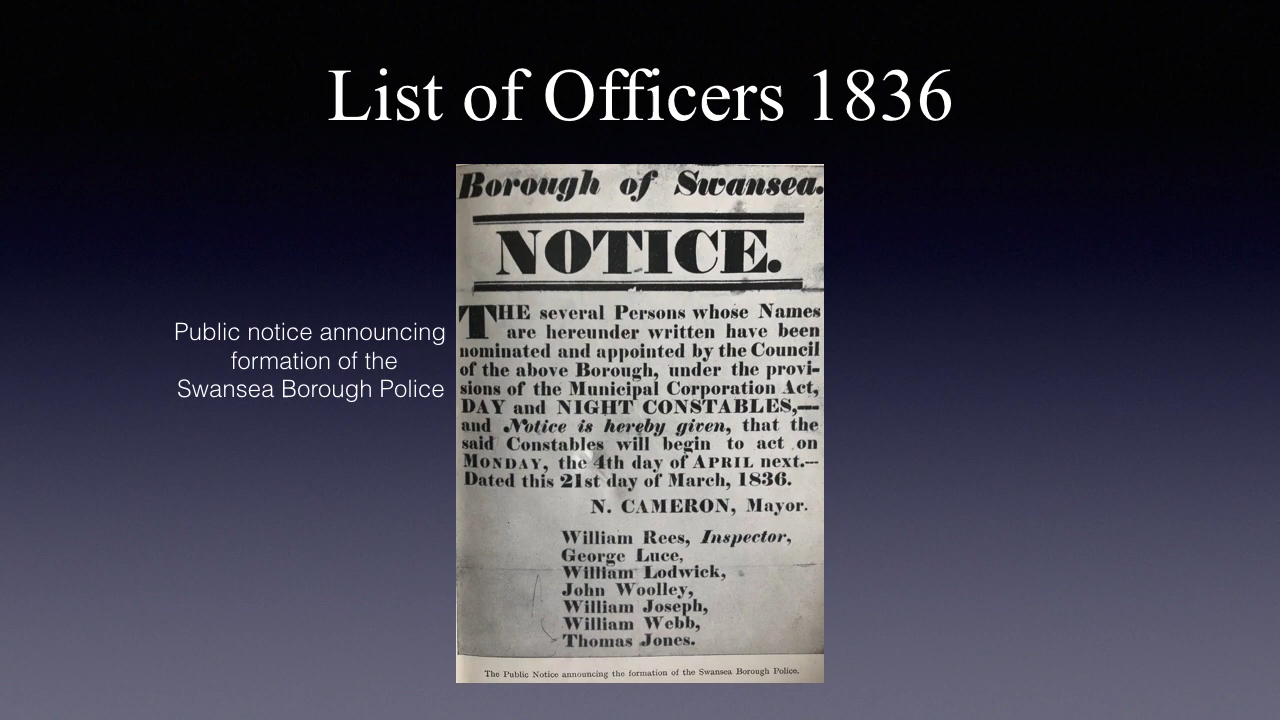 List of Officers 1836
Public notice announcing
formation of the
Swansea Borough Police
Borough of Swansea.
NOTICE.
THE several Persons whose Names
are hereunder written have been
nominated and appointed by the Council
of the above Borough, under the provi-
sions of the Municipal Corporation Act,
DAY and NIGHT CONSTABLES,—
and Notice is hereby given, that the
said Constables will begin to act on
MONDAY, the 4th day of APRIL next.—
Dated this 21st day of March, 1836.
N. CAMERON, Mayor.
William Rees, Inspector,
George Luce,
William Lodwick,
John Woolley,
William Joseph,
William Webb,
Thomas Jones.
The Public Notice announcing the formation of the Swansea Borough Police.